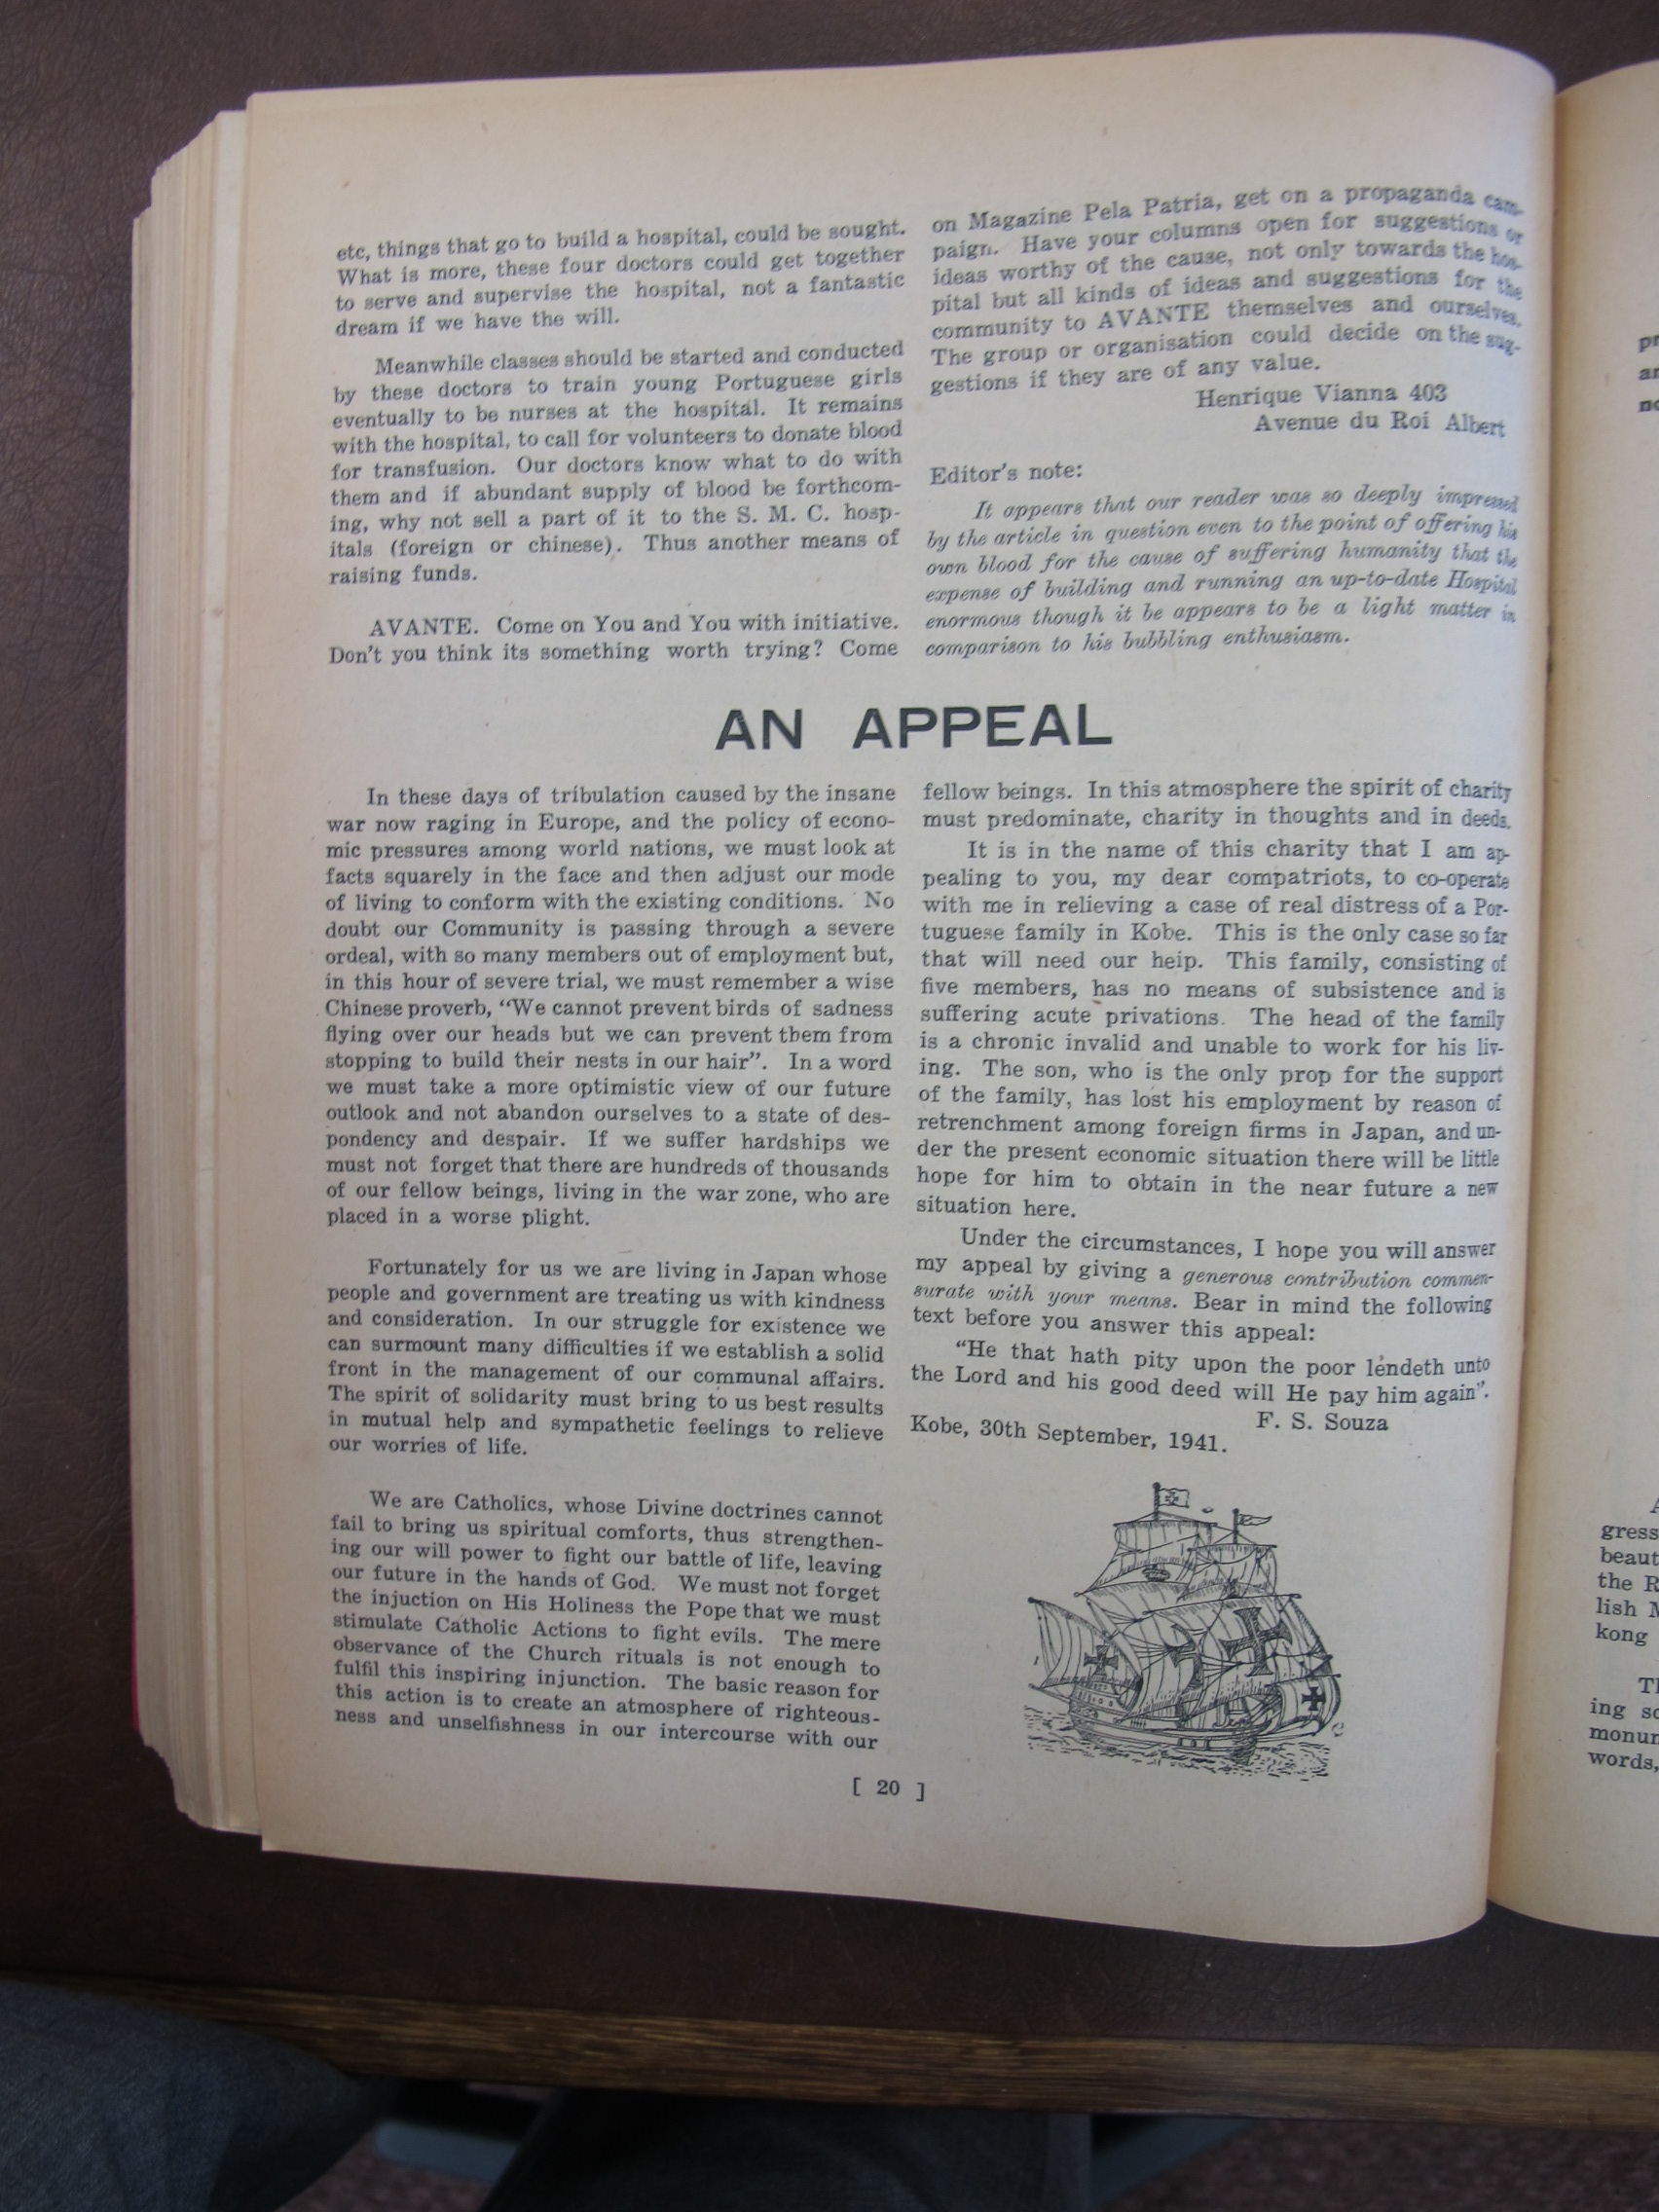 etc, things that go to build a hospital, could be sought.
What is more, these four doctors could get together
to serve and supervise the hospital, not a fantastic
dream if we have the will.
Meanwhile classes should be started and conducted
by these doctors to train young Portuguese girls
eventually to be nurses at the hospital. It remains
with the hospital, to call for volunteers to donate blood
for transfusion. Our doctors know what to do with
them and if abundant supply of blood be forthcom-
ing, why not sell a part of it to the S. M. C. hosp-
itals (foreign or chinese). Thus another means of
raising funds.
AVANTE. Come on You and You with initiative.
Don't you think its something worth trying? Come
on Magazine Pela Patria, get on a propaganda cam-
paign. Have your columns open for suggestions or
ideas worthy of the cause, not only towards the hos-
pital but all kinds of ideas and suggestions for the
community to AVANTE themselves and ourselves.
The group or organisation could decide on the sug-
gestions if they are of any value.
Henrique Vianna 403
Avenue du Roi Albert
Editor's note:
It appears that our reader was so deeply impressed
by the article in question even to the point of offering his
own blood for the cause of suffering humanity that the
expense of building and running an up-to-date Hospital
enormous though it be appears to be a light matter in
comparison to his bubbling enthusiasm.
AN APPEAL
In these days of tribulation caused by the insane
war now raging in Europe, and the policy of econo-
mic pressures among world nations, we must look at
facts squarely in the face and then adjust our mode
of living to conform with the existing conditions. No
doubt our Community is passing through a severe
ordeal, with so many members out of employment but,
in this hour of severe trial, we must remember a wise
Chinese proverb, "We cannot prevent birds of sadness
flying over our heads but we can prevent them from
stopping to build their nests in our hair". In a word
we must take a more optimistic view of our future
outlook and not abandon ourselves to a state of des-
pondency and despair. If we suffer hardships we
must not forget that there are hundreds of thousands
of our fellow beings, living in the war zone, who are
placed in a worse plight.
Fortunately for us we are living in Japan whose
people and government are treating us with kindness
and consideration. In our struggle for existence we
can surmount many difficulties if we establish a solid
front in the management of our communal affairs.
The spirit of solidarity must bring to us best results
in mutual help and sympathetic feelings to relieve
our worries of life.
We are Catholics, whose Divine doctrines cannot
fail to bring us spiritual comforts, thus strengthen-
ing our will power to fight our battle of life, leaving
our future in the hands of God. We must not forget
the injuction on His Holiness the Pope that we must
stimulate Catholic Actions to fight evils. The mere
observance of the Church rituals is not enough to
fulfil this inspiring injunction. The basic reason for
this action is to create an atmosphere of righteous-
ness and unselfishness in our intercourse with our
fellow beings. In this atmosphere the spirit of charity
must predominate, charity in thoughts and in deeds.
It is in the name of this charity that I am ap-
pealing to you, my dear compatriots, to co-operate
with me in relieving a case of real distress of a Por-
tuguese family in Kobe. This is the only case so far
that will need our heip. This family, consisting of
five members, has no means of subsistence and is
suffering acute privations. The head of the family
is a chronic invalid and unable to work for his liv-
ing. The son, who is the only prop for the support
of the family, has lost his employment by reason of
retrenchment among foreign firms in Japan, and un-
der the present economic situation there will be little
hope for him to obtain in the near future a new
situation here.
Under the circumstances, I hope you will answer
my appeal by giving a generous contribution commen-
surate with your means. Bear in mind the following
text before you answer this appeal:
"He that hath pity upon the poor lendeth unto
the Lord and his good deed will He pay him again".
F. S. Souza
Kobe, 30th September, 1941.
[ 20 ]
gress
beaut
the R
lish M
kong
Th
ing so
monum
words,